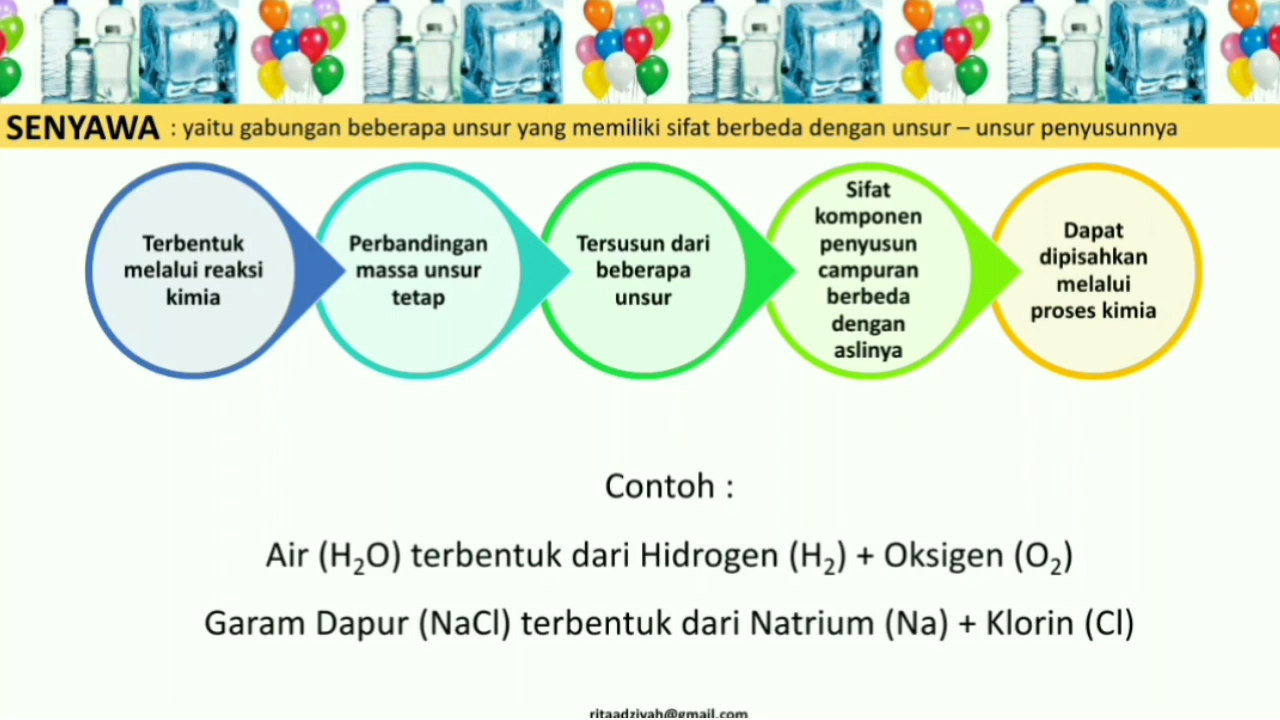 SENYAWA : yaitu gabungan beberapa unsur yang memiliki sifat berbeda dengan unsur – unsur penyusunnya
Terbentuk
melalui reaksi
kimia
Perbandingan
massa unsur
tetap
Tersusun dari
beberapa
unsur
Sifat
komponen
penyusun
campuran
berbeda
dengan
aslinya
Dapat
dipisahkan
melalui
proses kimia
Contoh :
Air (H₂O) terbentuk dari Hidrogen (H₂) + Oksigen (O₂)
Garam Dapur (NaCl) terbentuk dari Natrium (Na) + Klorin (Cl)
ritaadziyah@gmail.com